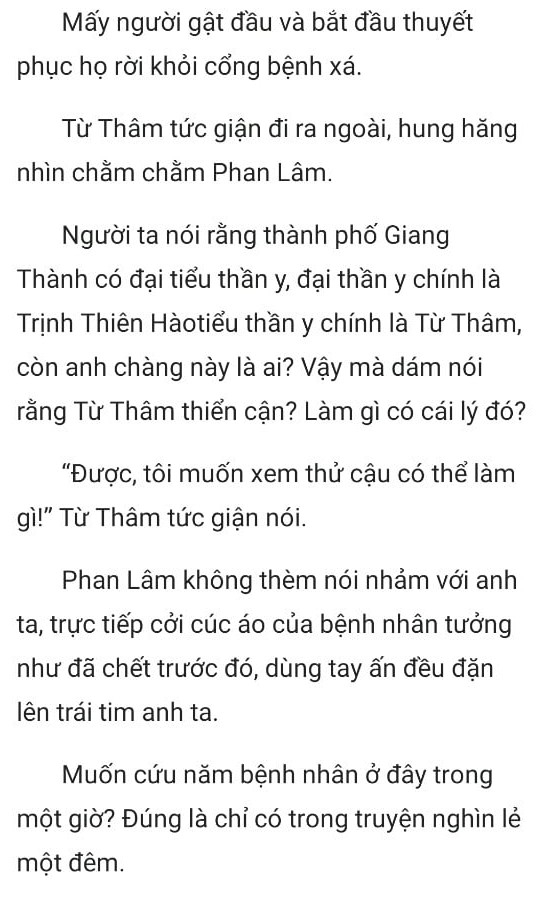 Mấy người gật đầu và bắt đầu thuyết
phục họ rời khỏi cổng bệnh xá.
Từ Thâm tức giận đi ra ngoài, hung hăng
nhìn chằm chằm Phan Lâm.
Người ta nói rằng thành phố Giang
Thành có đại tiểu thần y, đại thần y chính là
Trịnh Thiên Hàotiểu thần y chính là Từ Thâm,
còn anh chàng này là ai? Vậy mà dám nói
rằng Từ Thâm thiển cận? Làm gì có cái lý đó?
“Được, tôi muốn xem thử cậu có thể làm
gì!” Từ Thâm tức giận nói.
Phan Lâm không thèm nói nhảm với anh
ta, trực tiếp cởi cúc áo của bệnh nhân tưởng
như đã chết trước đó, dùng tay ấn đều đặn
lên trái tim anh ta.
Muốn cứu năm bệnh nhân ở đây trong
một giờ? Đúng là chỉ có trong truyện nghìn lẻ
một đêm.